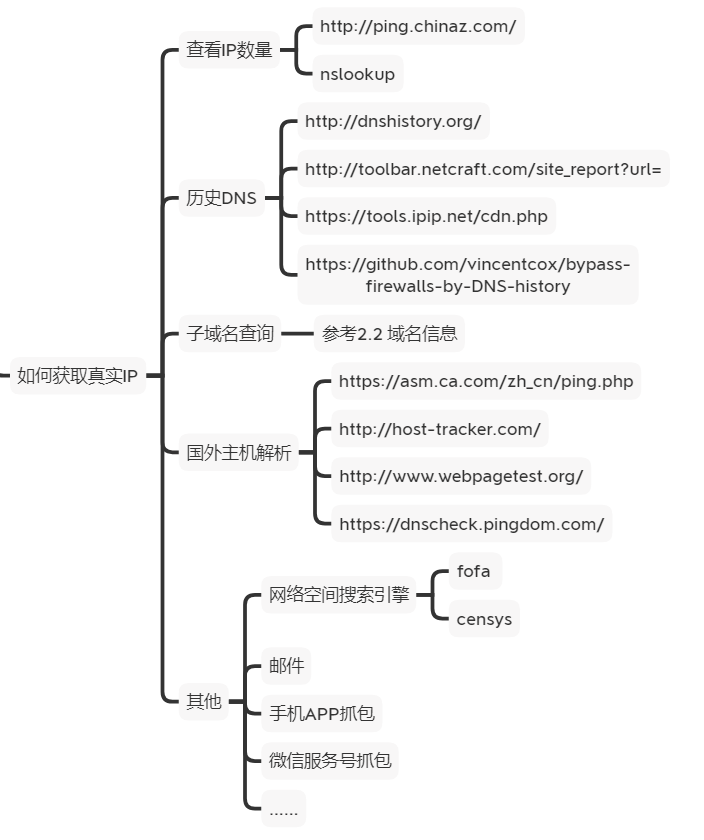 如何获取真实IP
查看IP数量
http://ping.chinaz.com/
nslookup
历史DNS
http://dnshistory.org/
http://toolbar.netcraft.com/site_report?url=
https://tools.ipip.net/cdn.php
https://github.com/vincentcox/bypass-
firewalls-by-DNS-history
子域名查询
参考2.2 域名信息
国外主机解析
https://asm.ca.com/zh_cn/ping.php
http://host-tracker.com/
http://www.webpagetest.org/
https://dnscheck.pingdom.com/
其他
网络空间搜索引擎
fofa
censys
邮件
手机APP抓包
微信服务号抓包
......